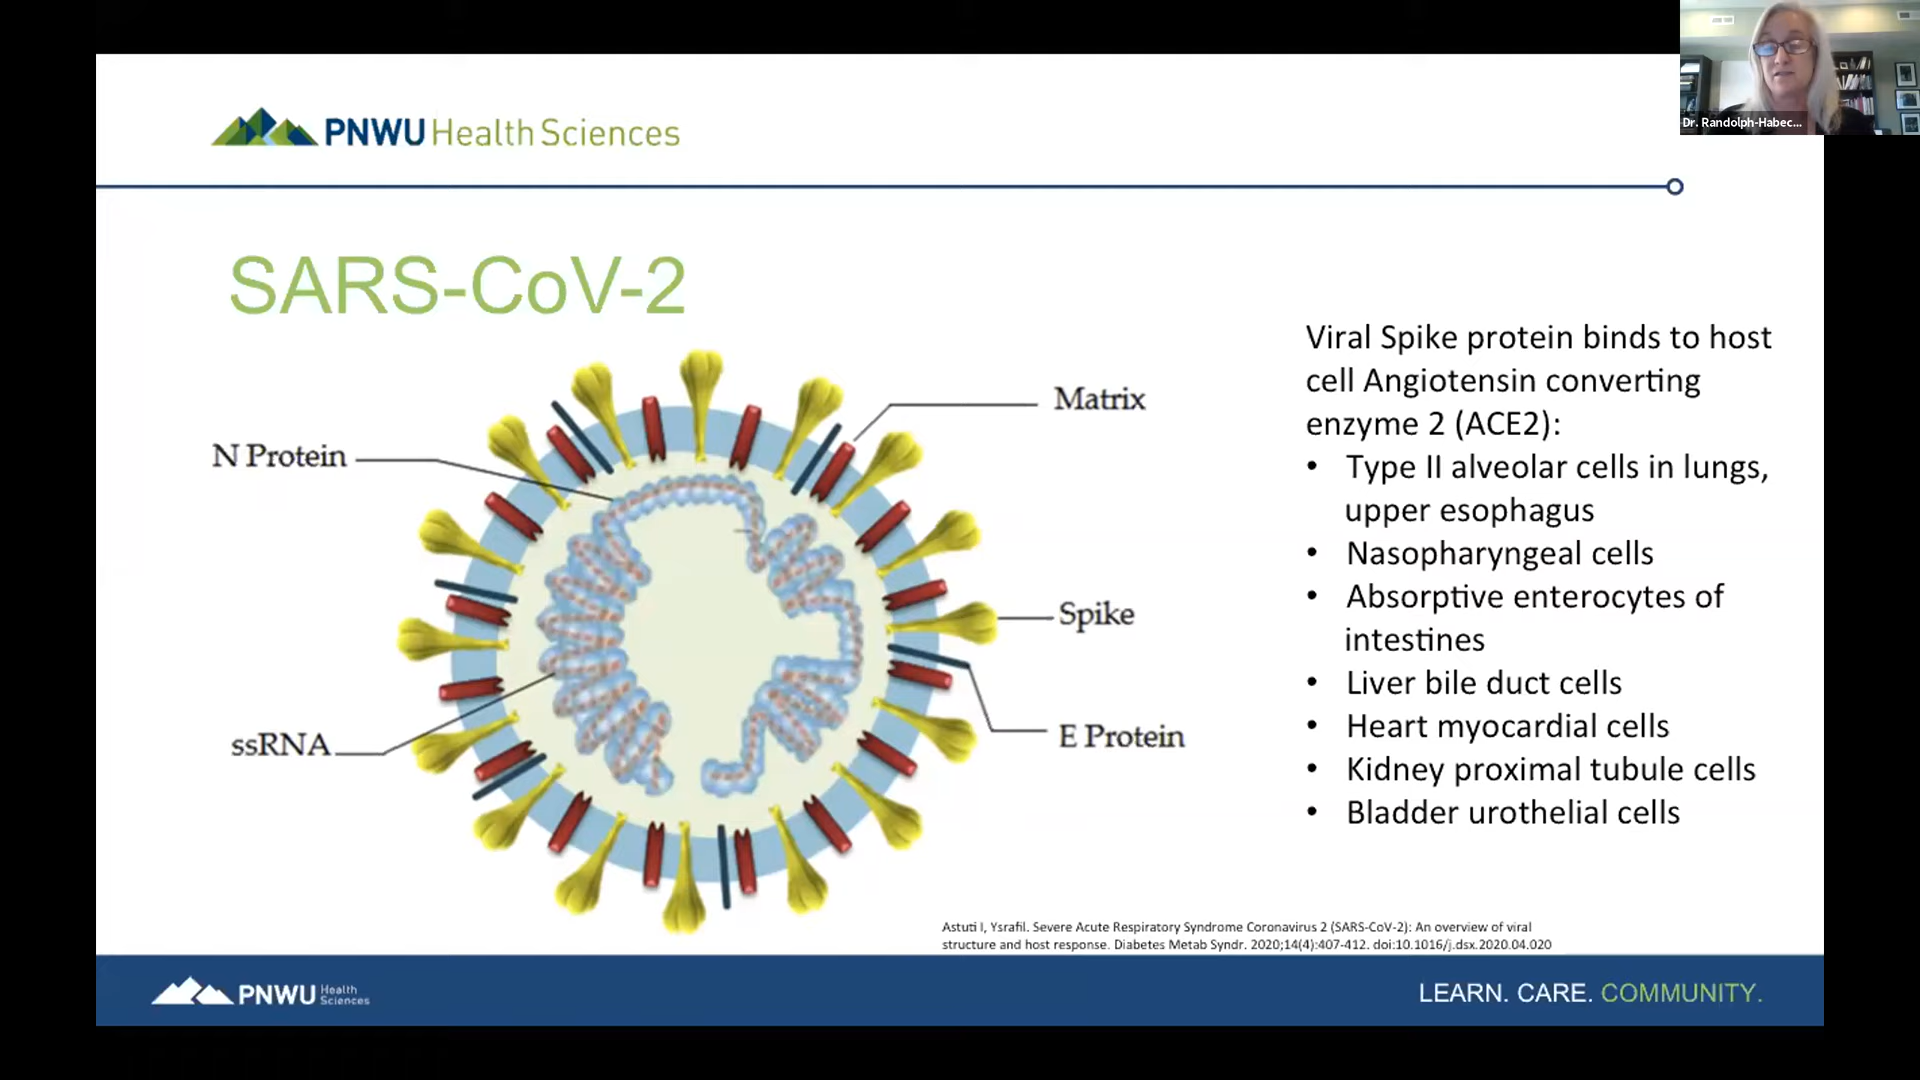 Dr. Randolph-Habec...
PNWU Health Sciences
SARS-CoV-2
N Protein
ssRNA
Matrix
Spike
E Protein
Viral Spike protein binds to host
cell Angiotensin converting
enzyme 2 (ACE2):
• Type II alveolar cells in lungs,
upper esophagus
• Nasopharyngeal cells
• Absorptive enterocytes of
intestines
• Liver bile duct cells
• Heart myocardial cells
• Kidney proximal tubule cells
• Bladder urothelial cells
Astuti I, Ysrafil. Severe Acute Respiratory Syndrome Coronavirus 2 (SARS-CoV-2): An overview of viral
structure and host response. Diabetes Metab Syndr. 2020;14(4):407-412. doi:10.1016/j.dsx.2020.04.020
PNWU Health
Sciences
LEARN. CARE. COMMUNITY.